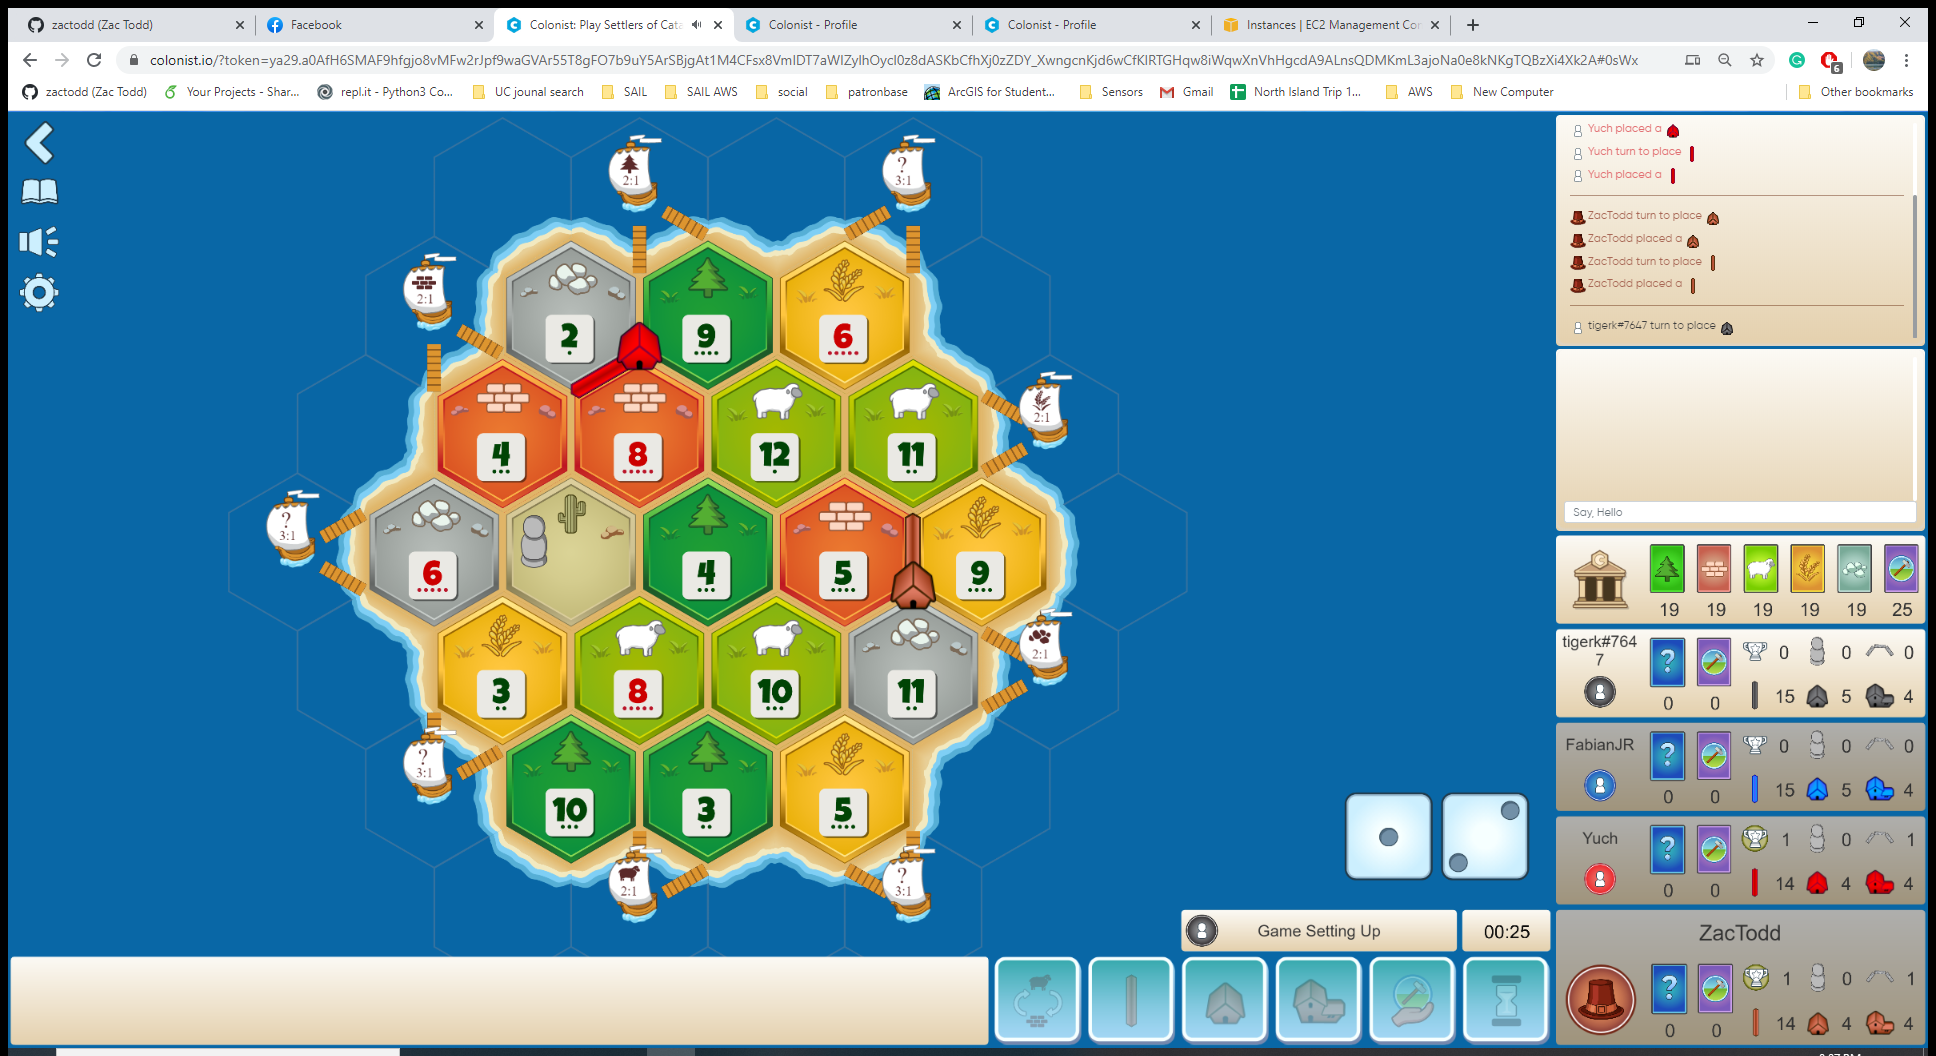 zactodd (Zac Todd)
Facebook
Colonist: Play Settlers of Cata
Colonist - Profile
Colonist - Profile
Instances | EC2 Management Con
colonist.io/?token=
zactodd (Zac Todd)
Your Projects - Shar...
repl.it - Python3 Co...
UC jounal search
SAIL
SAIL AWS
social
patronbase
ArcGIS for Student...
Sensors
Gmail
North Island Trip 1...
AWS
New Computer
Other bookmarks
6
2:1
?
3:1
2:1
2:1
?
3:1
2:1
?
3:1
2:1
?
3:1
2
9
6
4
8
12
11
6
4
5
9
3
8
10
11
10
3
5
Yuch placed a
Yuch turn to place
Yuch placed a
ZacTodd turn to place
ZacTodd placed a
ZacTodd turn to place
ZacTodd placed a
tigerk#7647 turn to place
Say, Hello
19 19 19 19 19 25
tigerk#764
7
? 0 0 0
0 0 15 5 4
FabianJR
? 0 0 0
0 0 15 5 4
Yuch
? 1 0 1
0 0 14 4 4
ZacTodd
? 1 0 1
0 0 14 4 4
Game Setting Up
00:25